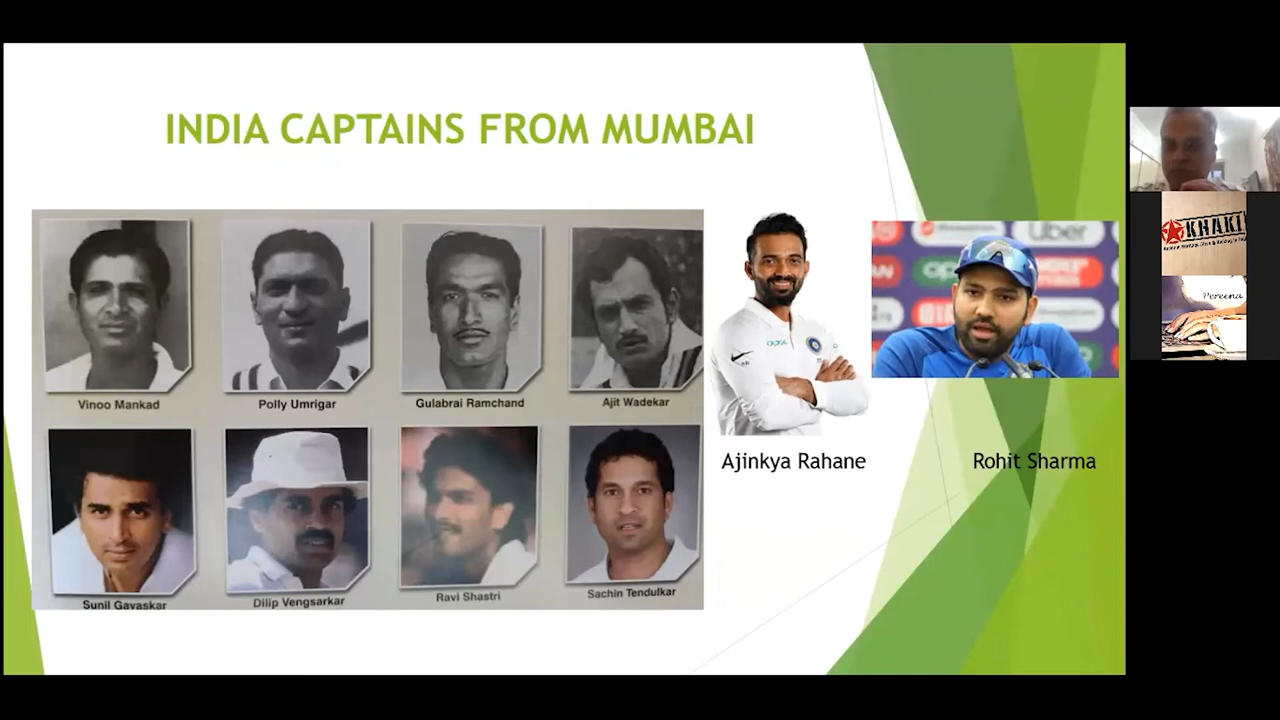 INDIA CAPTAINS FROM MUMBAI
Vinoo Mankad
Polly Umrigar
Gulabrai Ramchand
Ajit Wadekar
Sunil Gavaskar
Dilip Vengsarkar
Ravi Shastri
Sachin Tendulkar
Ajinkya Rahane
Rohit Sharma
Uber
KHAKI
Pereena